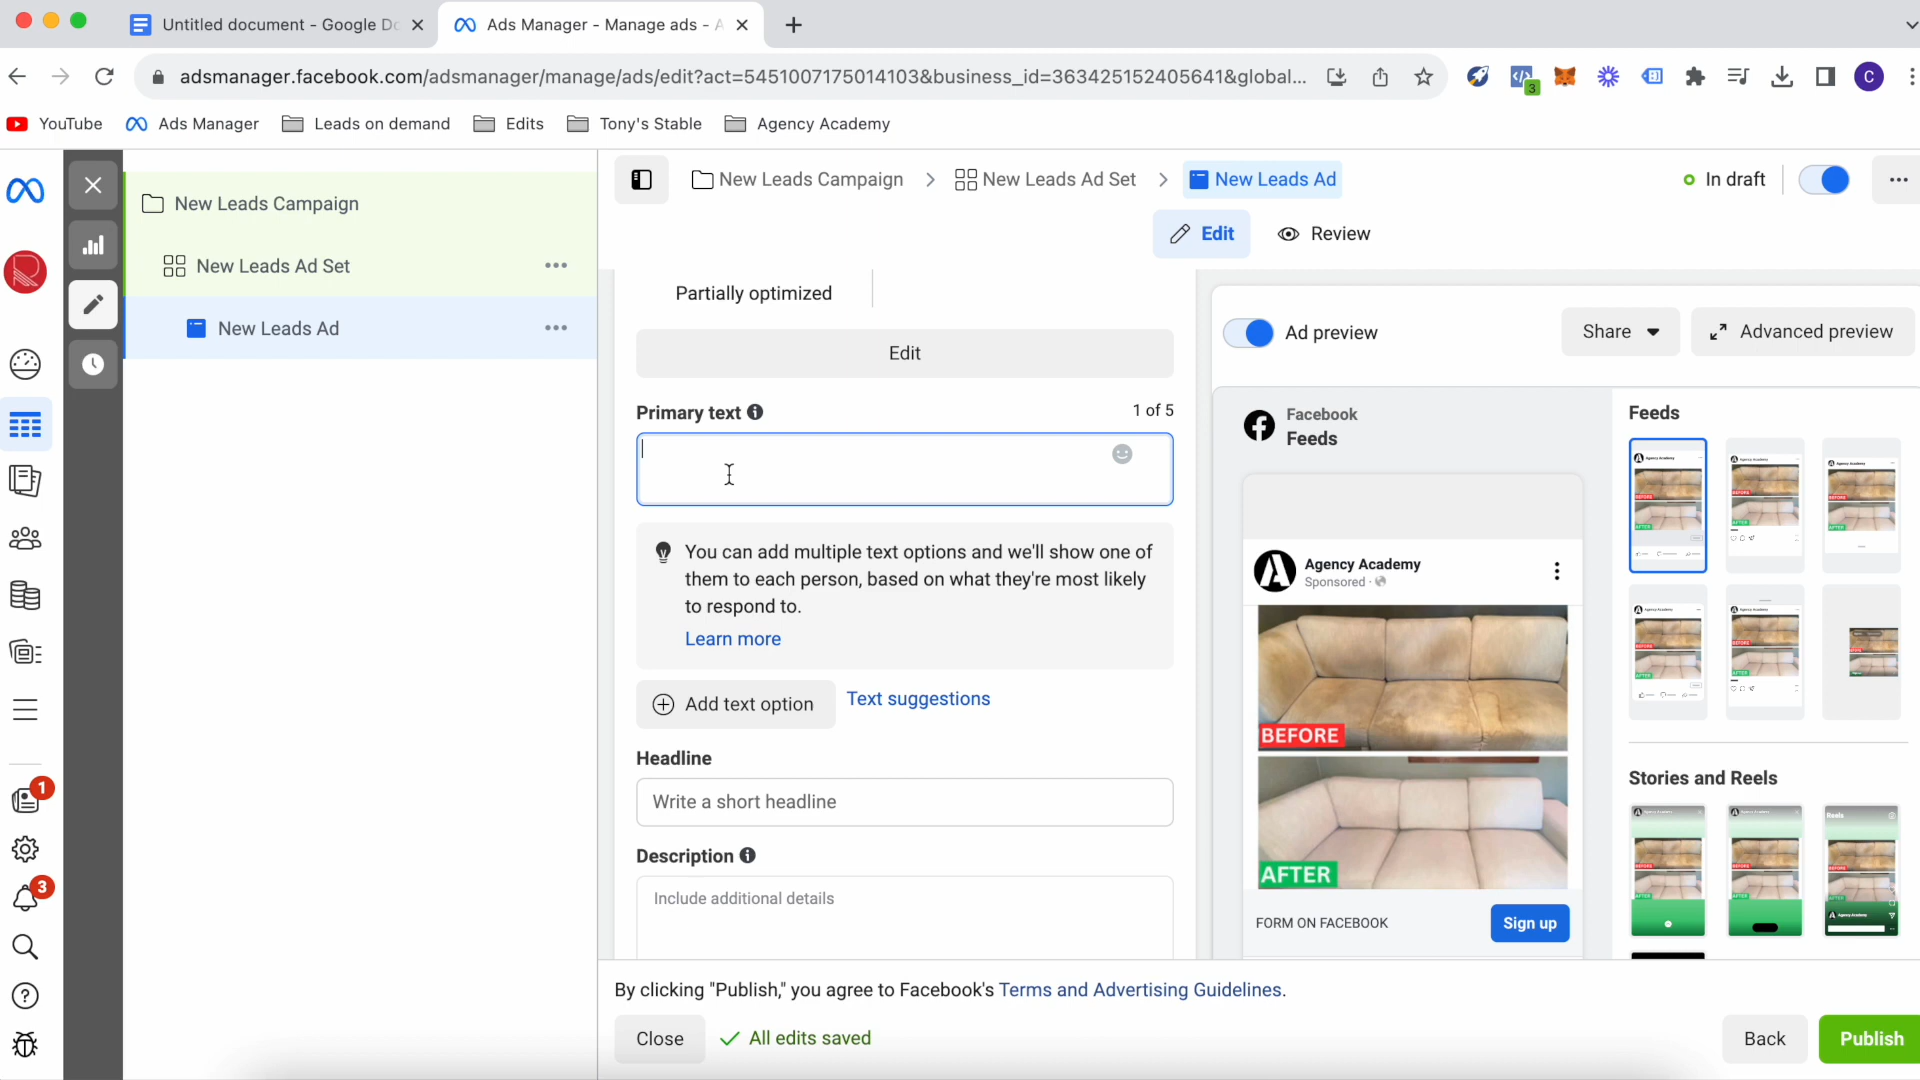 Untitled document - Google Do
Ads Manager - Manage ads - A
adsmanager.facebook.com/adsmanager/manage/ads/edit?act=5451007175014103&business_id=363425152405641&global...
3
C
YouTube
Ads Manager
Leads on demand
Edits
Tony's Stable
Agency Academy
New Leads Campaign
New Leads Ad Set
New Leads Ad
New Leads Campaign
New Leads Ad Set
New Leads Ad
In draft
Edit
Review
Partially optimized
Edit
Primary text
1 of 5
You can add multiple text options and we'll show one of
them to each person, based on what they're most likely
to respond to.
Learn more
Add text option
Text suggestions
Headline
Write a short headline
Description
Include additional details
Ad preview
Share
Advanced preview
Facebook
Feeds
Agency Academy
Sponsored ·
BEFORE
AFTER
FORM ON FACEBOOK
Sign up
Feeds
Stories and Reels
1
3
By clicking "Publish," you agree to Facebook's Terms and Advertising Guidelines.
Close
All edits saved
Back
Publish